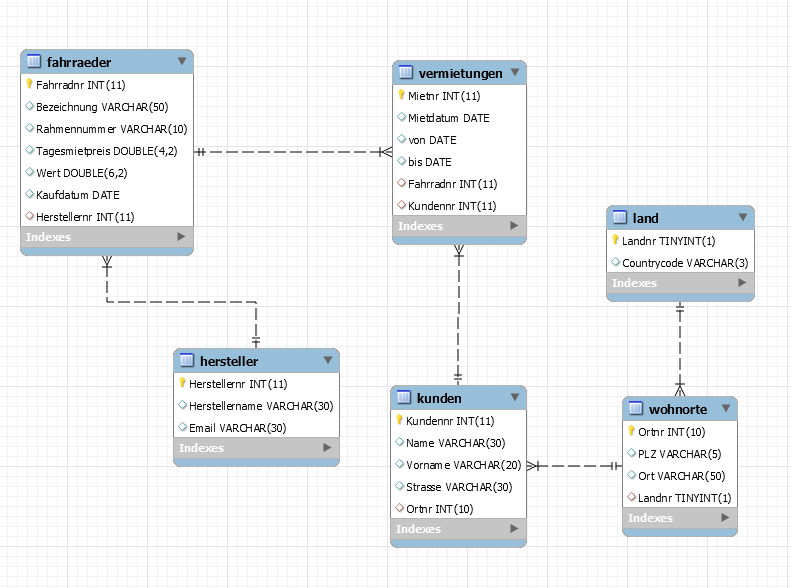 fahrraeder
Fahrradnr INT(11)
Bezeichnung VARCHAR(50)
Rahmennummer VARCHAR(10)
Tagesmietpreis DOUBLE(4,2)
Wert DOUBLE(6,2)
Kaufdatum DATE
Herstellernr INT(11)
Indexes
vermietungen
Mietnr INT(11)
Mietdatum DATE
von DATE
bis DATE
Fahrradnr INT(11)
Kundennr INT(11)
Indexes
land
Landnr TINYINT(1)
Countrycode VARCHAR(3)
Indexes
hersteller
Herstellernr INT(11)
Herstellername VARCHAR(30)
Email VARCHAR(30)
Indexes
kunden
Kundennr INT(11)
Name VARCHAR(30)
Vorname VARCHAR(20)
Strasse VARCHAR(30)
Ortnr INT(10)
Indexes
wohnorte
Ortnr INT(10)
PLZ VARCHAR(5)
Ort VARCHAR(50)
Landnr TINYINT(1)
Indexes